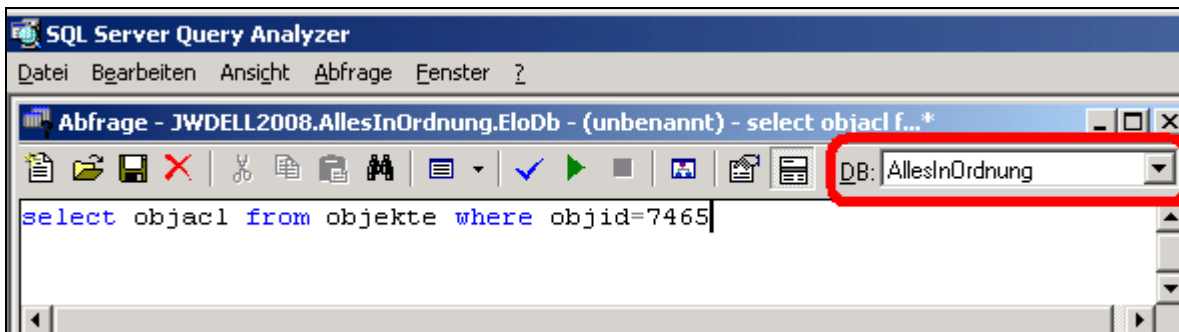 SQL Server Query Analyzer
Datei Bearbeiten Ansicht Abfrage Fenster ?
Abfrage - JWDELL2008.AllesInOrdnung.EloDb - (unbenannt) - select objacl f...*
DB: AllesInOrdnung
select objacl from objekte where objid=7465